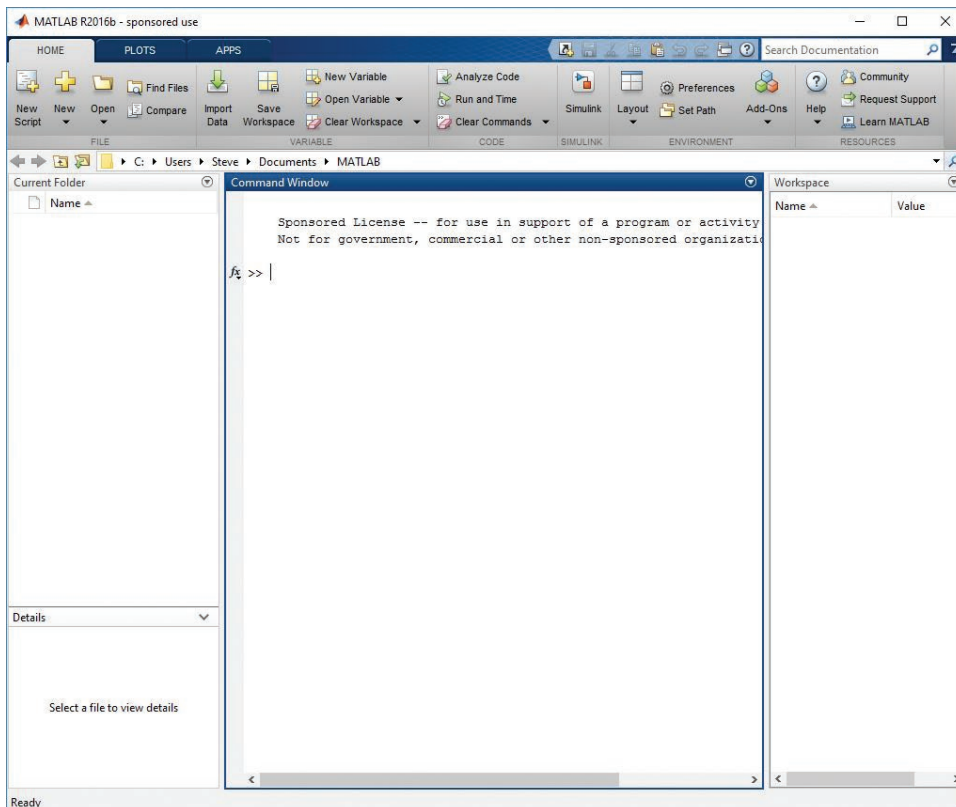 MATLAB R2016b - sponsored use
HOME PLOTS APPS
Search Documentation
New Script
New
Open
Find Files
Compare
Import Data
Save Workspace
New Variable
Open Variable
Clear Workspace
Analyze Code
Run and Time
Clear Commands
Simulink
Layout
Preferences
Set Path
Add-Ons
Help
Community
Request Support
Learn MATLAB
FILE VARIABLE CODE SIMULINK ENVIRONMENT RESOURCES
C: Users Steve Documents MATLAB
Current Folder
Name
Command Window
Sponsored License -- for use in support of a program or activity
Not for government, commercial or other non-sponsored organizatio
fx >>
Workspace
Name Value
Details
Select a file to view details
Ready